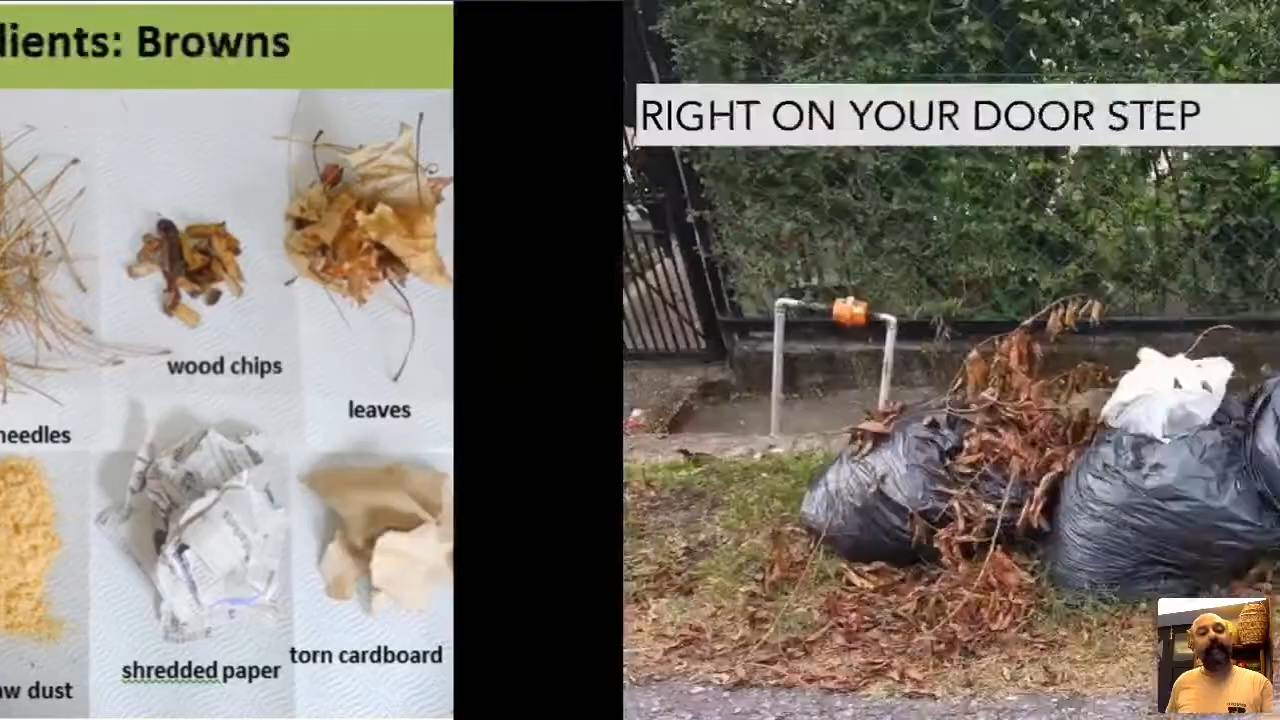 dients: Browns
RIGHT ON YOUR DOOR STEP
wood chips
leaves
needles
shredded paper
torn cardboard
aw dust